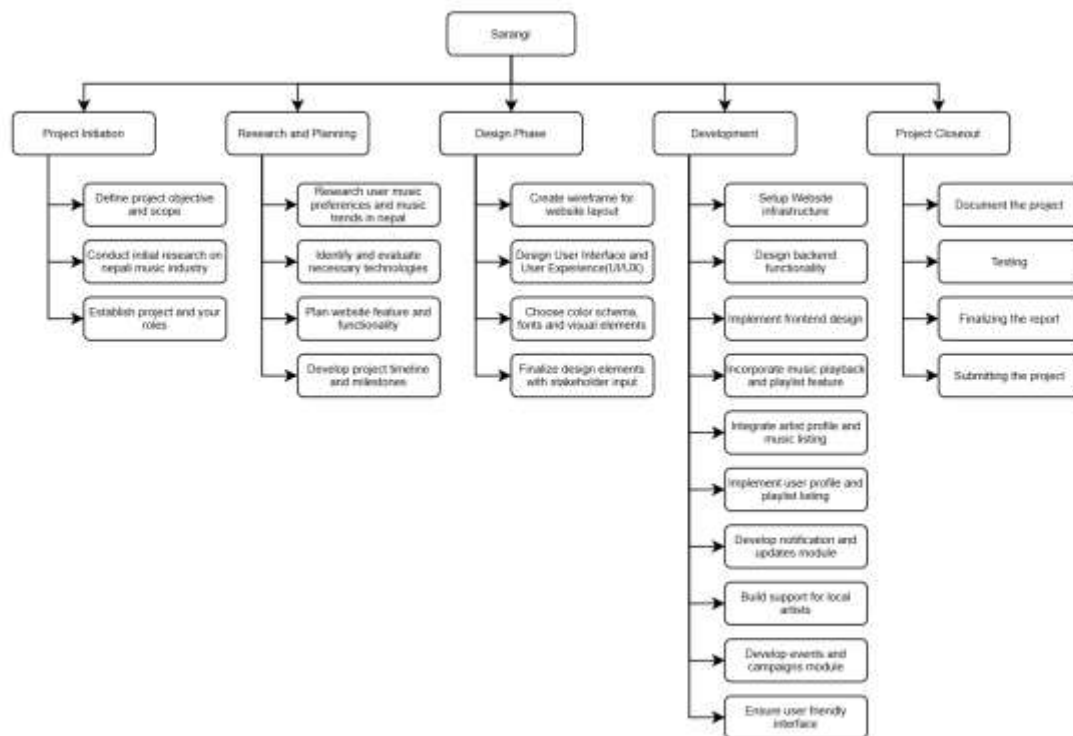 Sarangi
Project Initiation
Research and Planning
Design Phase
Development
Project Closeout
Define project objective
and scope
Conduct initial research on
nepali music industry
Establish project and your
roles
Research user music
preferences and music
trends in nepal
Identify and evaluate
necessary technologies
Plan website feature and
functionality
Develop project timeline
and milestones
Create wireframe for
website layout
Design User Interface and
User Experience(UI/UX)
Choose color schema,
fonts and visual elements
Finalize design elements
with stakeholder input
Setup Website
infrastructure
Design backend
functionality
Implement frontend design
Incorporate music playback
and playlist feature
Integrate artist profile and
music listing
Implement user profile and
playlist listing
Develop notification and
updates module
Build support for local
artists
Develop events and
campaigns module
Ensure user friendly
interface
Document the project
Testing
Finalizing the report
Submitting the project